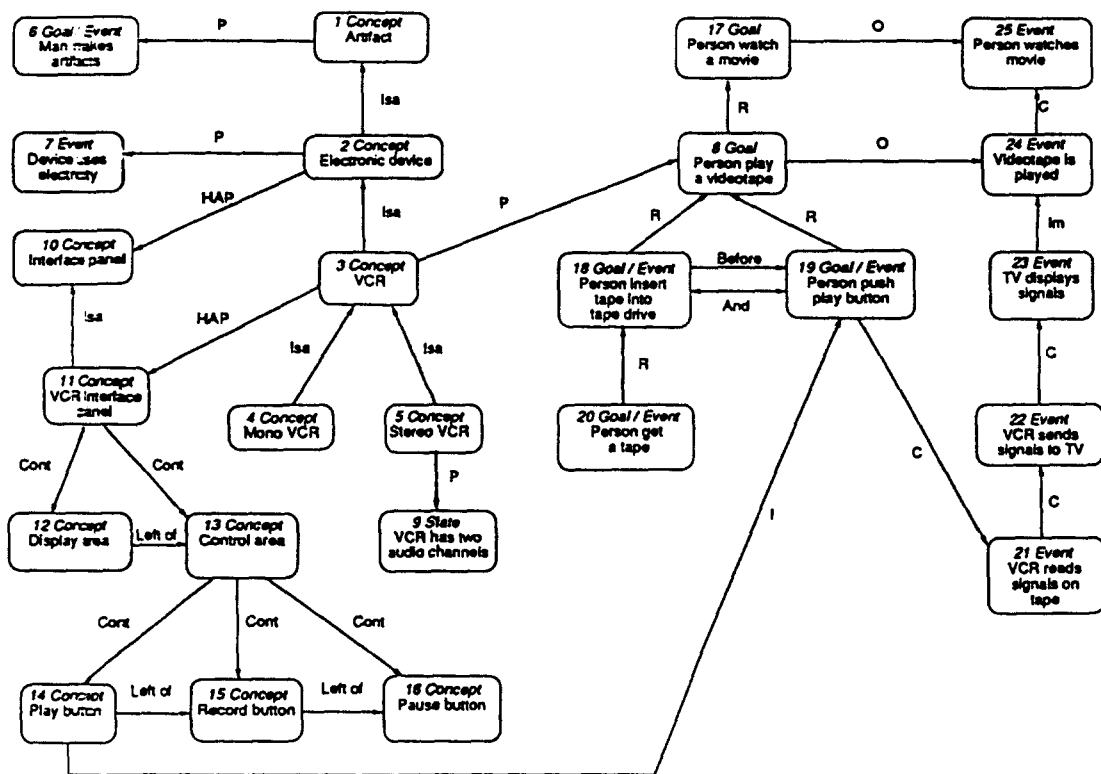 6 Goal / Event
Man makes
artifacts
P
1 Concept
Artifact
17 Goal
Person watch
a movie
O
25 Event
Person watches
movie
Isa
R
C
7 Event
Device uses
P
2 Concept
Electronic device
8 Goal
Person play
a videotape
O
24 Event
Videotape is
played
HAP
Isa
P
R
R
Im
10 Concept
Interface panel
3 Concept
VCR
18 Goal / Event
Person insert
tape into
tape drive
Before
And
19 Goal / Event
Person push
play button
23 Event
TV displays
signals
Isa
HAP
Isa
Isa
R
C
11 Concept
VCR Interface
panel
4 Concept
Mono VCR
5 Concept
Stereo VCR
20 Goal / Event
Person get
a tape
22 Event
VCR sends
signals to TV
Cont
Cont
P
C
I
C
12 Concept
Display area
Left of
13 Concept
Control area
9 State
VCR has two
audio channels
21 Event
VCR reads
signals on
tape
Cont
Cont
Cont
14 Concept
Play button
Left of
15 Concept
Record button
Left of
16 Concept
Pause button